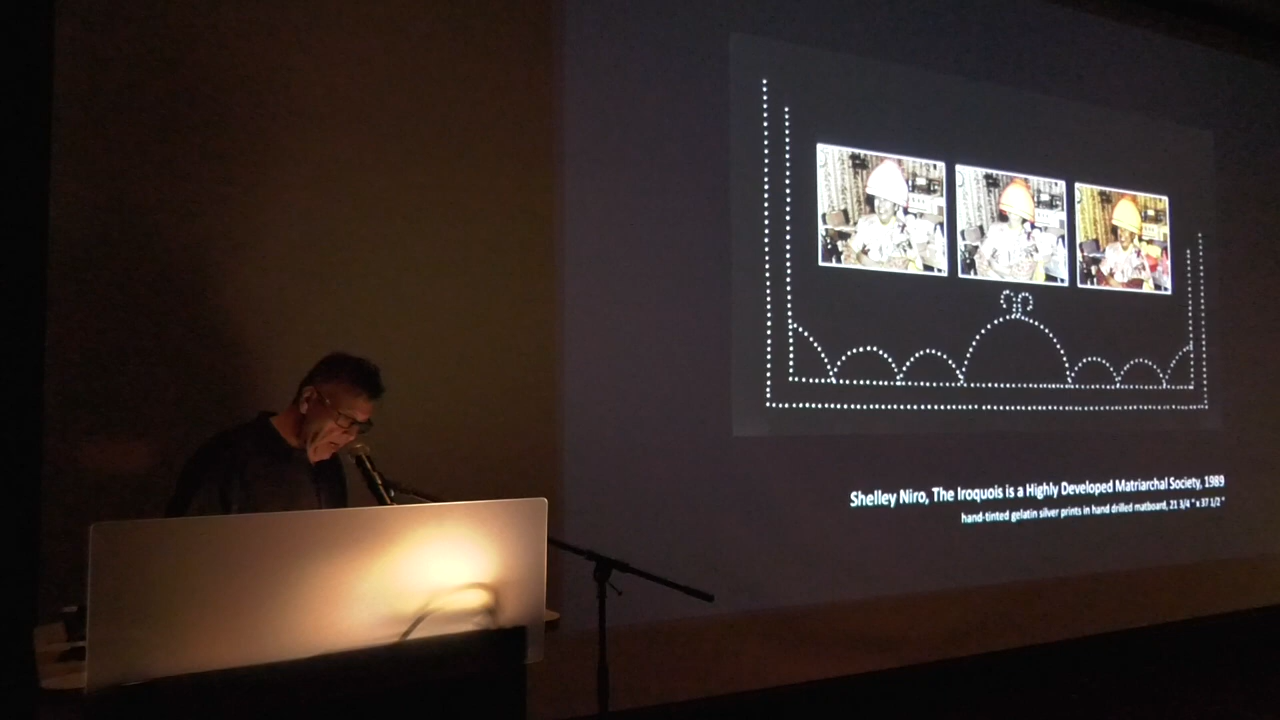 Shelley Niro, The Iroquois is a Highly Developed Matriarchal Society, 1989
hand-tinted gelatin silver prints in hand drilled matboard, 21 3/4 " x 37 1/2 "